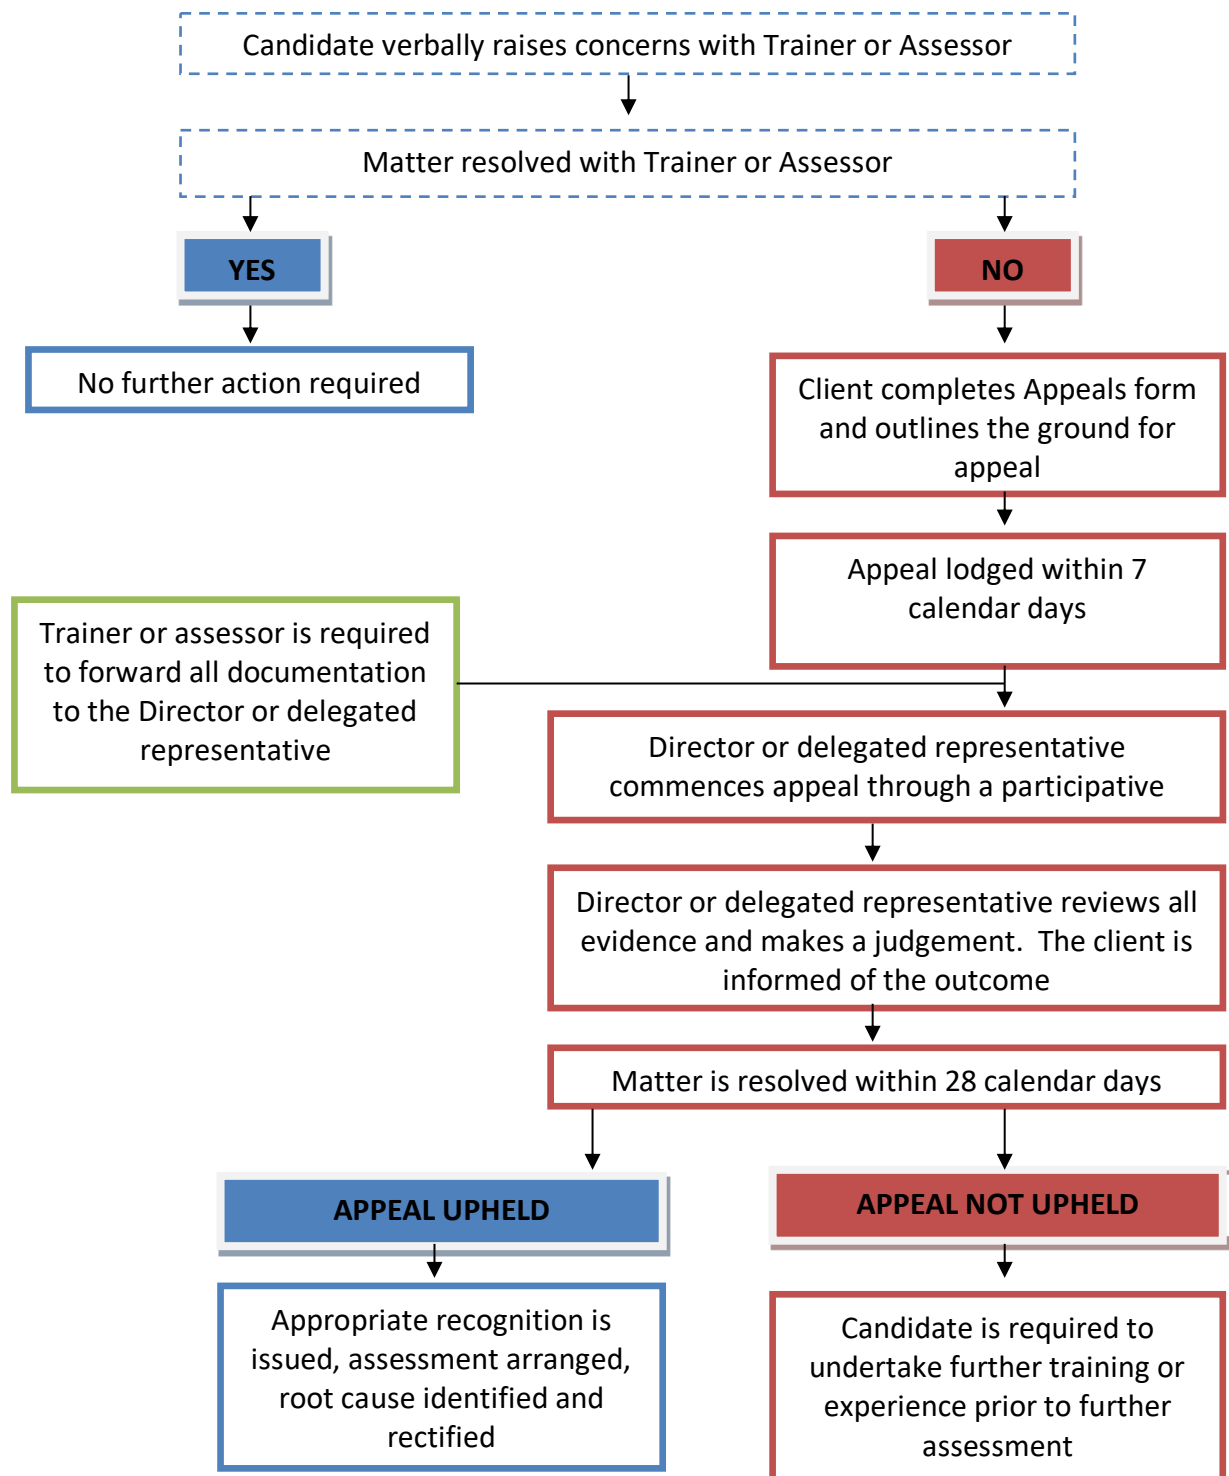 Candidate verbally raises concerns with Trainer or Assessor
Matter resolved with Trainer or Assessor
YES
NO
No further action required
Client completes Appeals form
and outlines the ground for
appeal
Appeal lodged within 7
calendar days
Trainer or assessor is required
to forward all documentation
to the Director or delegated
representative
Director or delegated representative
commences appeal through a participative
Director or delegated representative reviews all
evidence and makes a judgement.  The client is
informed of the outcome
Matter is resolved within 28 calendar days
APPEAL UPHELD
APPEAL NOT UPHELD
Appropriate recognition is
issued, assessment arranged,
root cause identified and
rectified
Candidate is required to
undertake further training or
experience prior to further
assessment